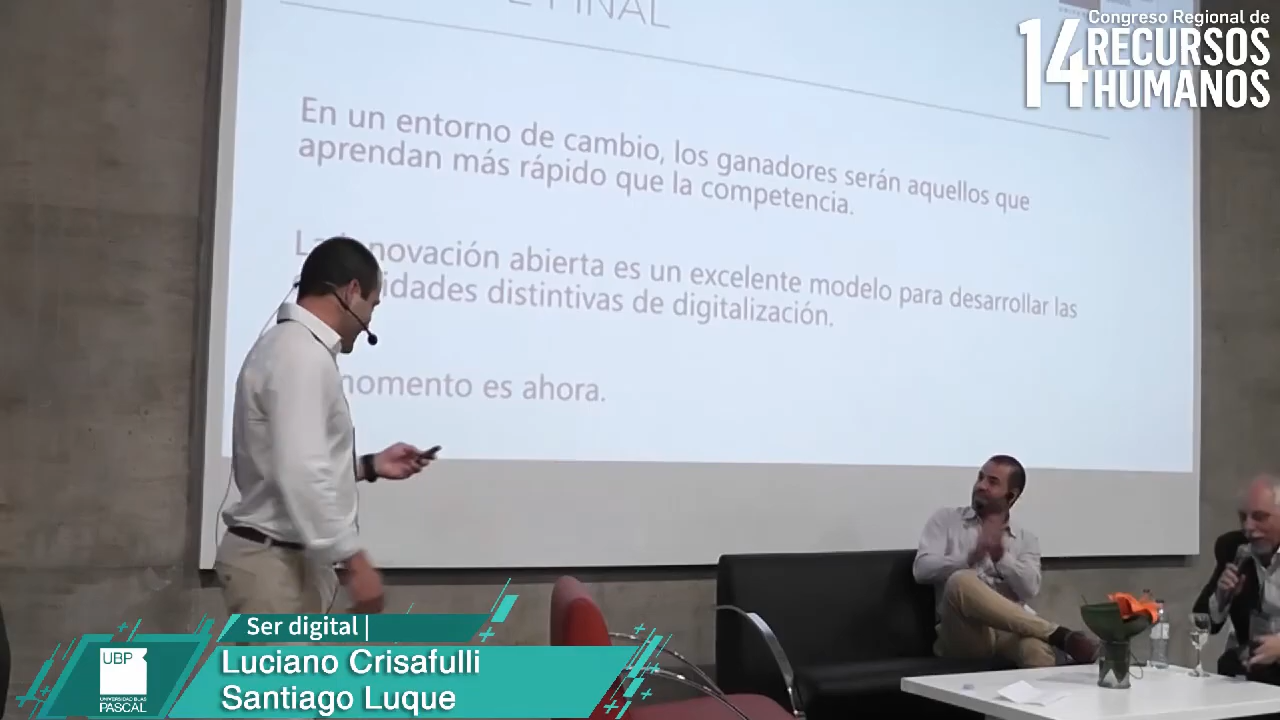 FINAL
14 Congreso Regional de
RECURSOS
HUMANOS
En un entorno de cambio, los ganadores serán aquellos que
aprendan más rápido que la competencia.
novación abierta es un excelente modelo para desarrollar las
idades distintivas de digitalización.
momento es ahora.
Ser digital |
Luciano Crisafulli
Santiago Luque
UBP
UNIVERSIDAD BLAS
PASCAL